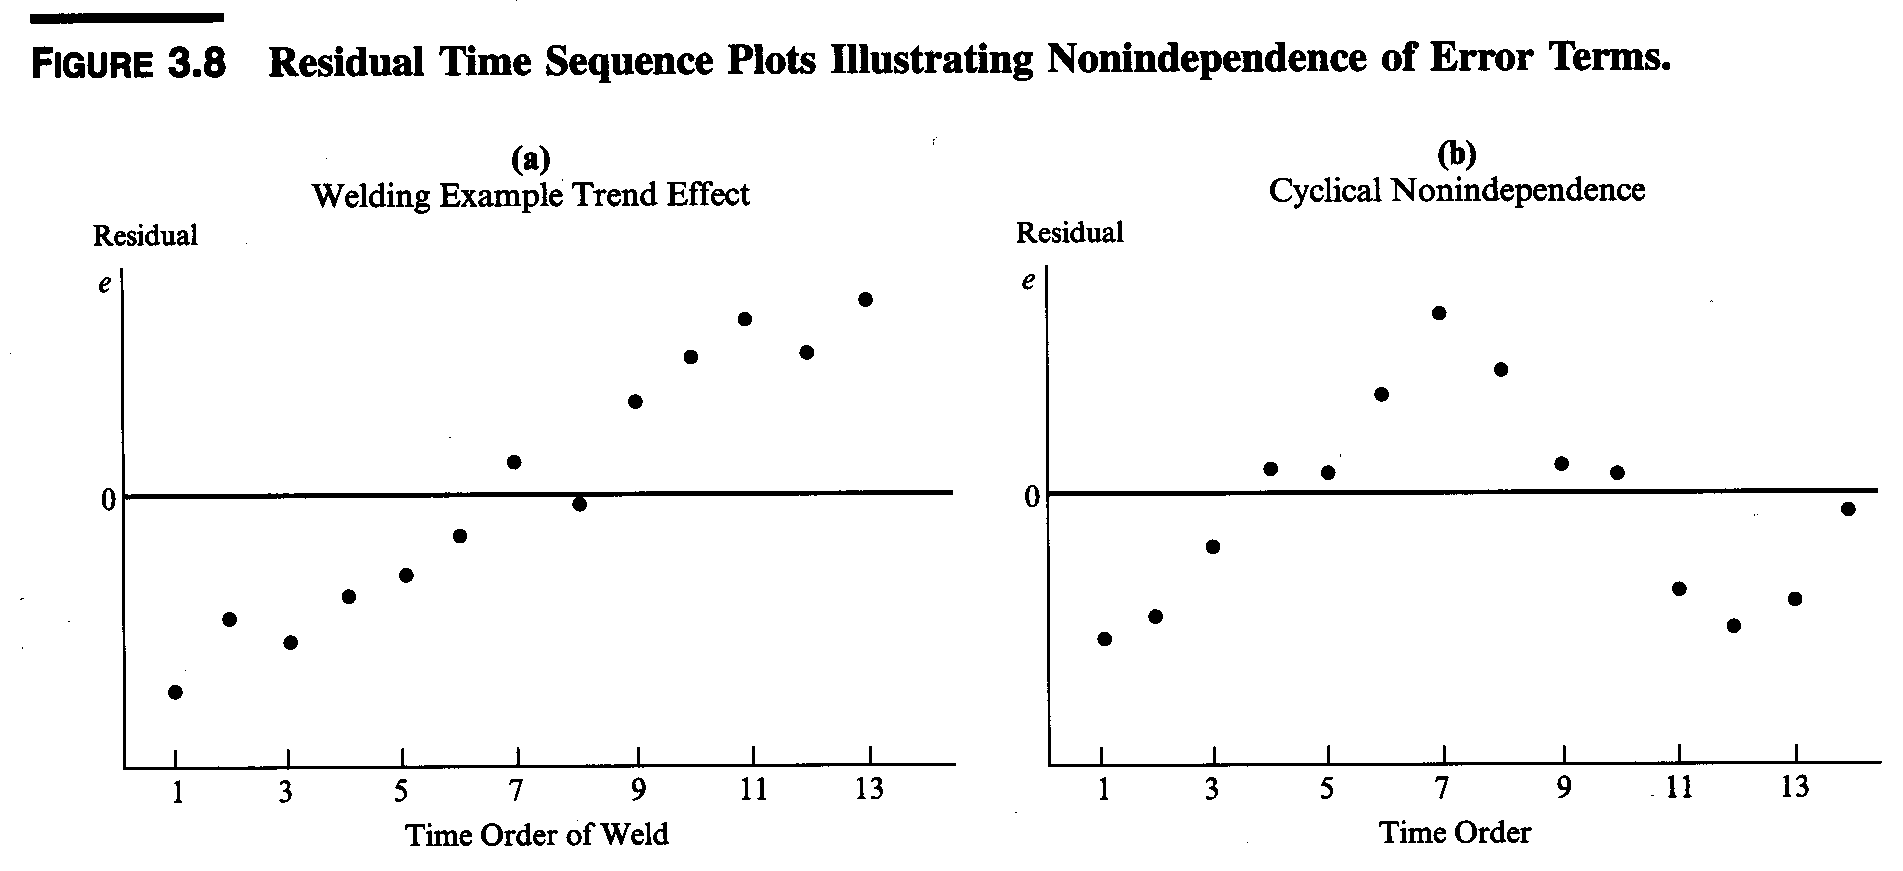 FIGURE 3.8 Residual Time Sequence Plots Illustrating Nonindependence of Error Terms.
(a)
Welding Example Trend Effect
Residual
e
0
1 3 5 7 9 11 13
Time Order of Weld
(b)
Cyclical Nonindependence
Residual
e
0
1 3 5 7 9 11 13
Time Order